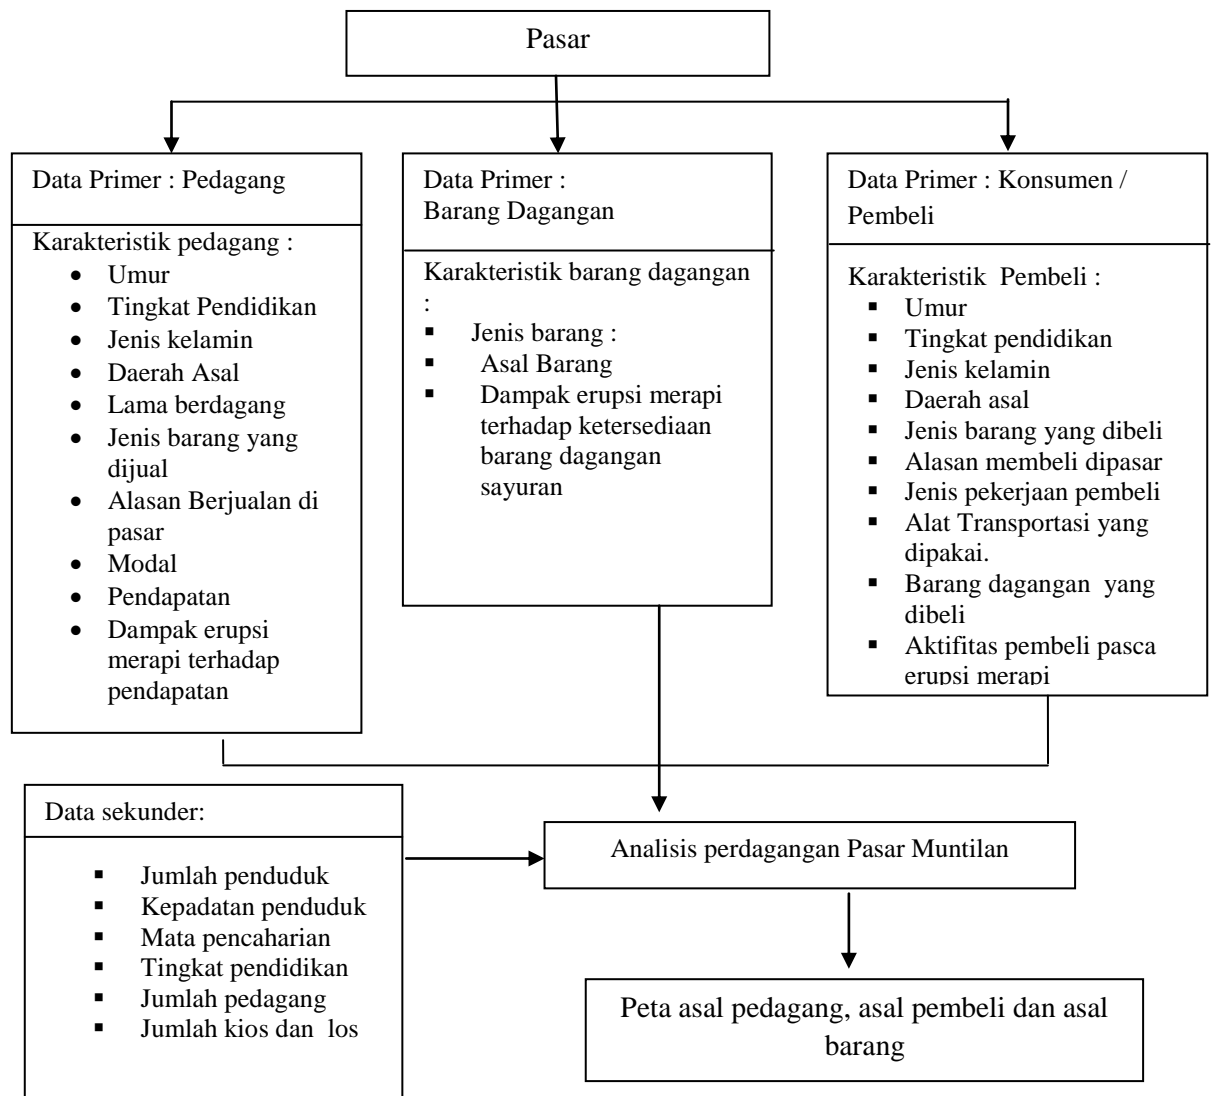 Pasar
Data Primer : Pedagang
Karakteristik pedagang :
• Umur
• Tingkat Pendidikan
• Jenis kelamin
• Daerah Asal
• Lama berdagang
• Jenis barang yang
dijual
• Alasan Berjualan di
pasar
• Modal
• Pendapatan
• Dampak erupsi
merapi terhadap
pendapatan
Data Primer :
Barang Dagangan
Karakteristik barang dagangan
:
▪ Jenis barang :
▪ Asal Barang
▪ Dampak erupsi merapi
terhadap ketersediaan
barang dagangan
sayuran
Data Primer : Konsumen /
Pembeli
Karakteristik Pembeli :
▪ Umur
▪ Tingkat pendidikan
▪ Jenis kelamin
▪ Daerah asal
▪ Jenis barang yang dibeli
▪ Alasan membeli dipasar
▪ Jenis pekerjaan pembeli
▪ Alat Transportasi yang
dipakai.
▪ Barang dagangan yang
dibeli
▪ Aktifitas pembeli pasca
erupsi merapi
Data sekunder:
▪ Jumlah penduduk
▪ Kepadatan penduduk
▪ Mata pencaharian
▪ Tingkat pendidikan
▪ Jumlah pedagang
▪ Jumlah kios dan los
Analisis perdagangan Pasar Muntilan
Peta asal pedagang, asal pembeli dan asal
barang